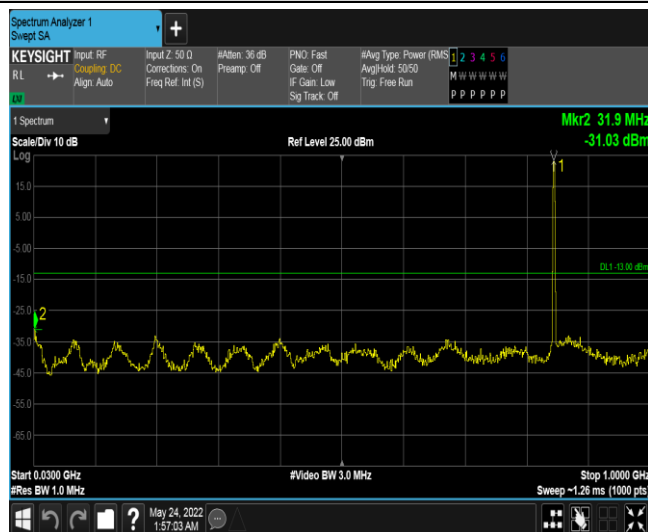 Spectrum Analyzer 1
Swept SA
+
KEYSIGHT
RL
LXI
Input: RF
Coupling: DC
Align: Auto
Input Z: 50 Ω
Corrections: On
Freq Ref: Int (S)
#Atten: 36 dB
Preamp: Off
PNO: Fast
Gate: Off
IF Gain: Low
Sig Track: Off
#Avg Type: Power (RMS
Avg|Hold: 50/50
Trig: Free Run
1 2 3 4 5 6
M W W W W W
P P P P P P
1 Spectrum
Mkr2 31.9 MHz
Scale/Div 10 dB
Ref Level 25.00 dBm
-31.03 dBm
Log
1
15.0
5.00
-5.00
DL1 -13.00 dBm
-15.0
-25.0
2
-35.0
-45.0
-55.0
-65.0
Start 0.0300 GHz
#Video BW 3.0 MHz
Stop 1.0000 GHz
#Res BW 1.0 MHz
Sweep ~1.26 ms (1000 pts)
?
May 24, 2022
1:57:03 AM